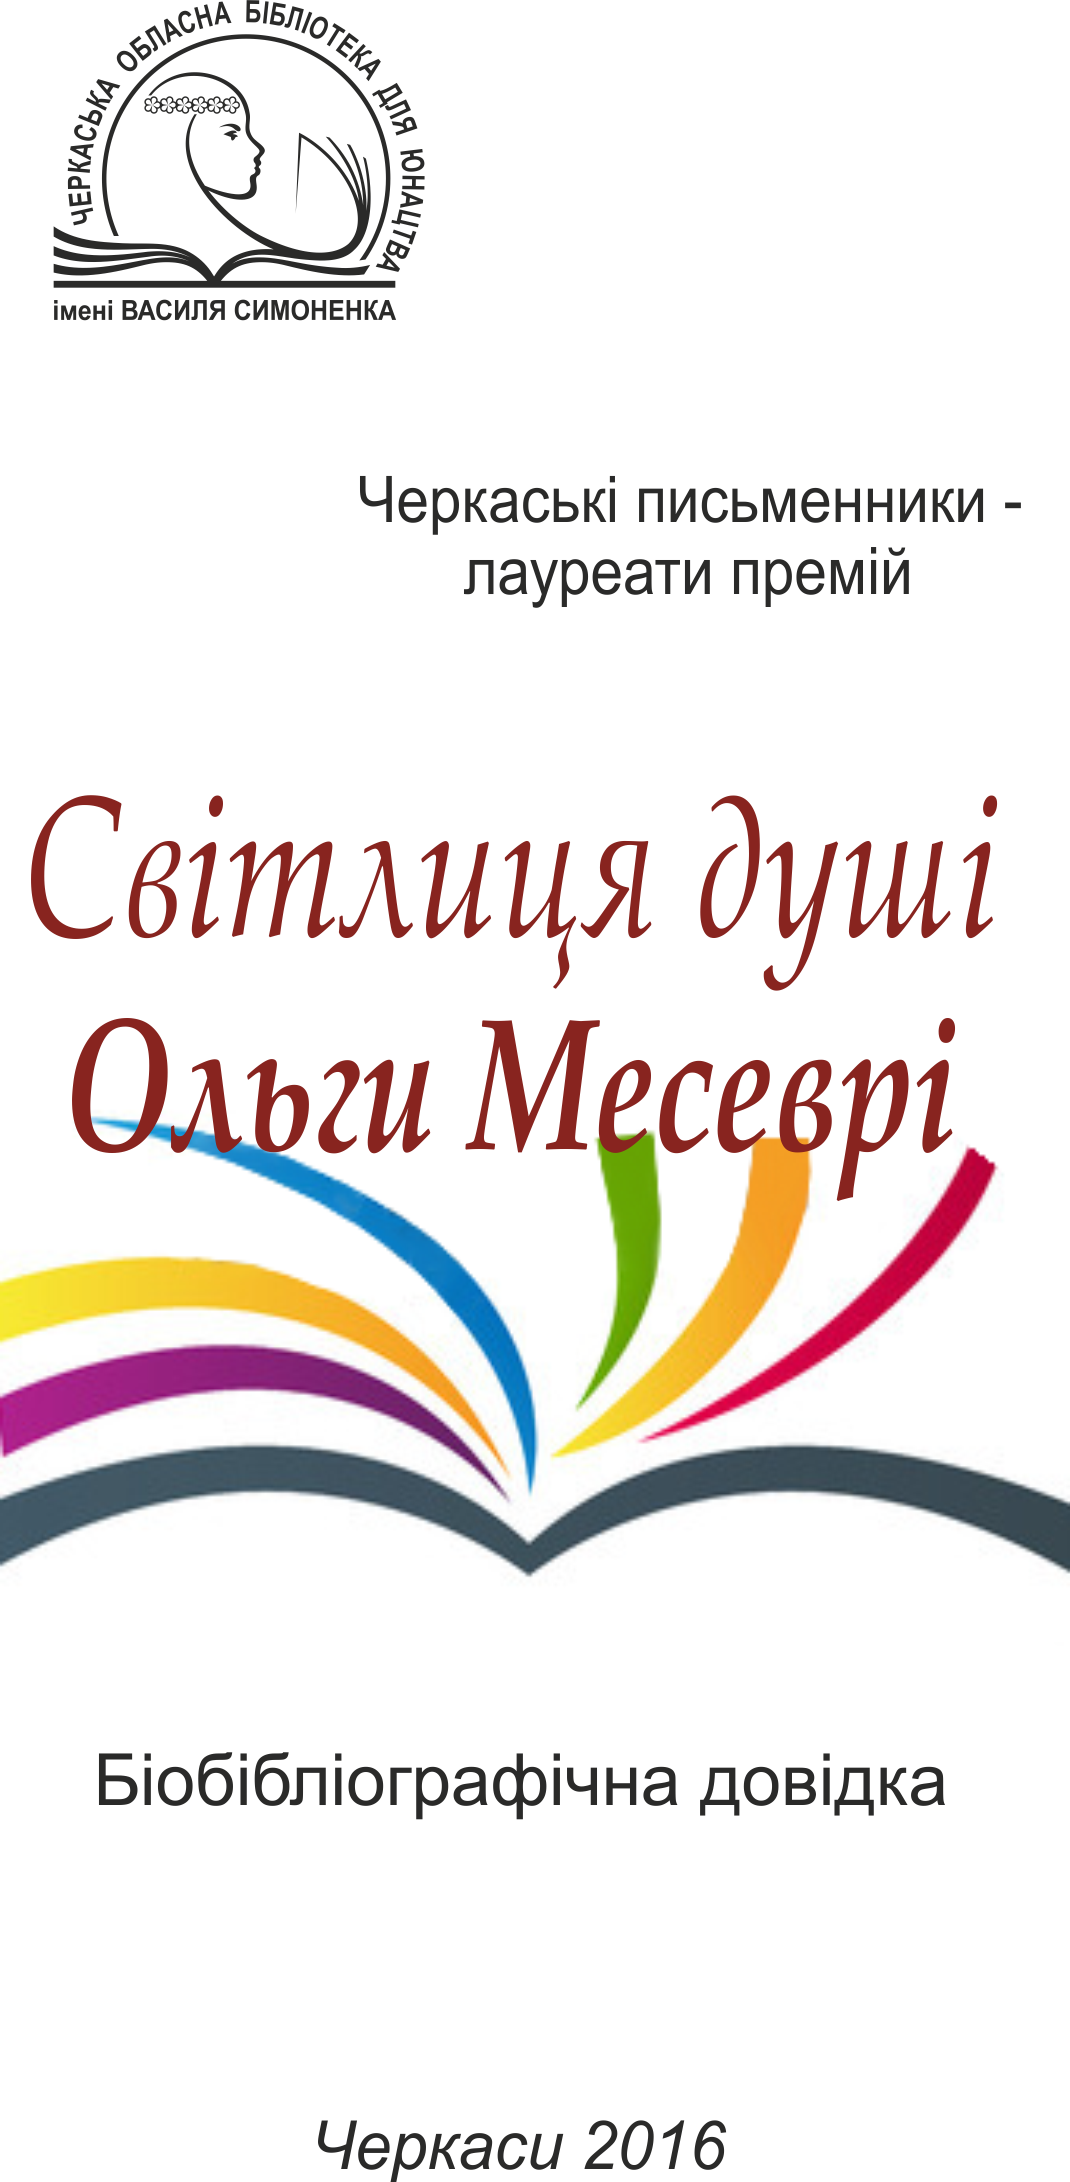 ЧЕРКАСЬКА ОБЛАСНА БІБЛІОТЕКА ДЛЯ ЮНАЦТВА
імені ВАСИЛЯ СИМОНЕНКА
Черкаські письменники -
лауреати премій
Світлиця душі
Ольги Месеврі
Біобібліографічна довідка
Черкаси 2016